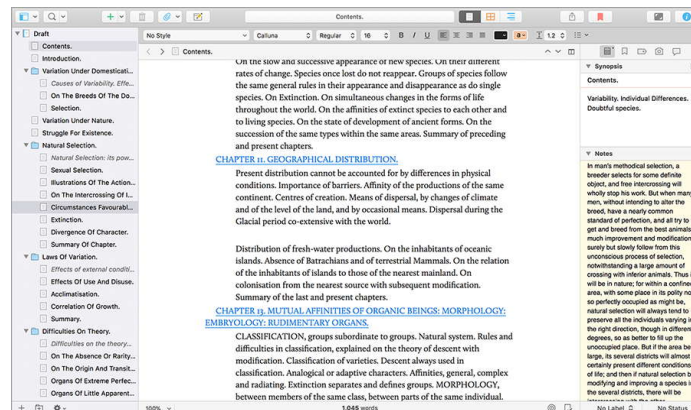 Contents.
No Style
Calluna
Regular
16
B I U
a
1.2
Draft
Contents.
Introduction.
Variation Under Domesticati...
Causes of Variability. Effe...
On The Breeds Of The Do...
Selection.
Variation Under Nature.
Struggle For Existence.
Natural Selection.
Natural Selection: its pow...
Sexual Selection.
Illustrations Of The Action...
On The Intercrossing Of I...
Circumstances Favourabl...
Extinction.
Divergence Of Character.
Summary Of Chapter.
Laws Of Variation.
Effects of external conditi...
Effects Of Use And Disuse.
Acclimatisation.
Correlation Of Growth.
Summary.
Difficulties On Theory.
Difficulties on the theory...
On The Absence Or Rarity...
On The Origin And Transit...
Organs Of Extreme Perfec...
Organs Of Little Apparent...
Contents.
On the slow and successive appearance of new species. On their different
rates of change. Species once lost do not reappear. Groups of species follow
the same general rules in their appearance and disappearance as do single
species. On Extinction. On simultaneous changes in the forms of life
throughout the world. On the affinities of extinct species to each other and
to living species. On the state of development of ancient forms. On the
succession of the same types within the same areas. Summary of preceding
and present chapters.
CHAPTER 11. GEOGRAPHICAL DISTRIBUTION.
Present distribution cannot be accounted for by differences in physical
conditions. Importance of barriers. Affinity of the productions of the same
continent. Centres of creation. Means of dispersal, by changes of climate
and of the level of the land, and by occasional means. Dispersal during the
Glacial period co-extensive with the world.
Distribution of fresh-water productions. On the inhabitants of oceanic
islands. Absence of Batrachians and of terrestrial Mammals. On the relation
of the inhabitants of islands to those of the nearest mainland. On
colonisation from the nearest source with subsequent modification.
Summary of the last and present chapters.
CHAPTER 13. MUTUAL AFFINITIES OF ORGANIC BEINGS: MORPHOLOGY:
EMBRYOLOGY: RUDIMENTARY ORGANS.
CLASSIFICATION, groups subordinate to groups. Natural system. Rules and
difficulties in classification, explained on the theory of descent with
modification. Classification of varieties. Descent always used in
classification. Analogical or adaptive characters. Affinities, general, complex
and radiating. Extinction separates and defines groups. MORPHOLOGY,
between members of the same class, between parts of the same individual.
100%
1,045 words
Synopsis
Contents.
Variability. Individual Differences.
Doubtful species.
Notes
In man's methodical selection, a
breeder selects for some definite
object, and free intercrossing will
wholly stop his work. But when many
men, without intending to alter the
breed, have a nearly common
standard of perfection, and all try to
get and breed from the best animals,
much improvement and modification
surely but slowly follow from this
unconscious process of selection,
notwithstanding a large amount of
crossing with inferior animals. Thus i
will be in nature; for within a confined
area, with some place in its polity no
so perfectly occupied as might be,
natural selection will always tend to
preserve all the individuals varying in
the right direction, though in different
degrees, so as better to fill up the
unoccupied place. But if the area be
large, its several districts will almost
certainly present different conditions
of life; and then if natural selection b
modifying and improving a species i
the several districts, there will be
No Label
No Status